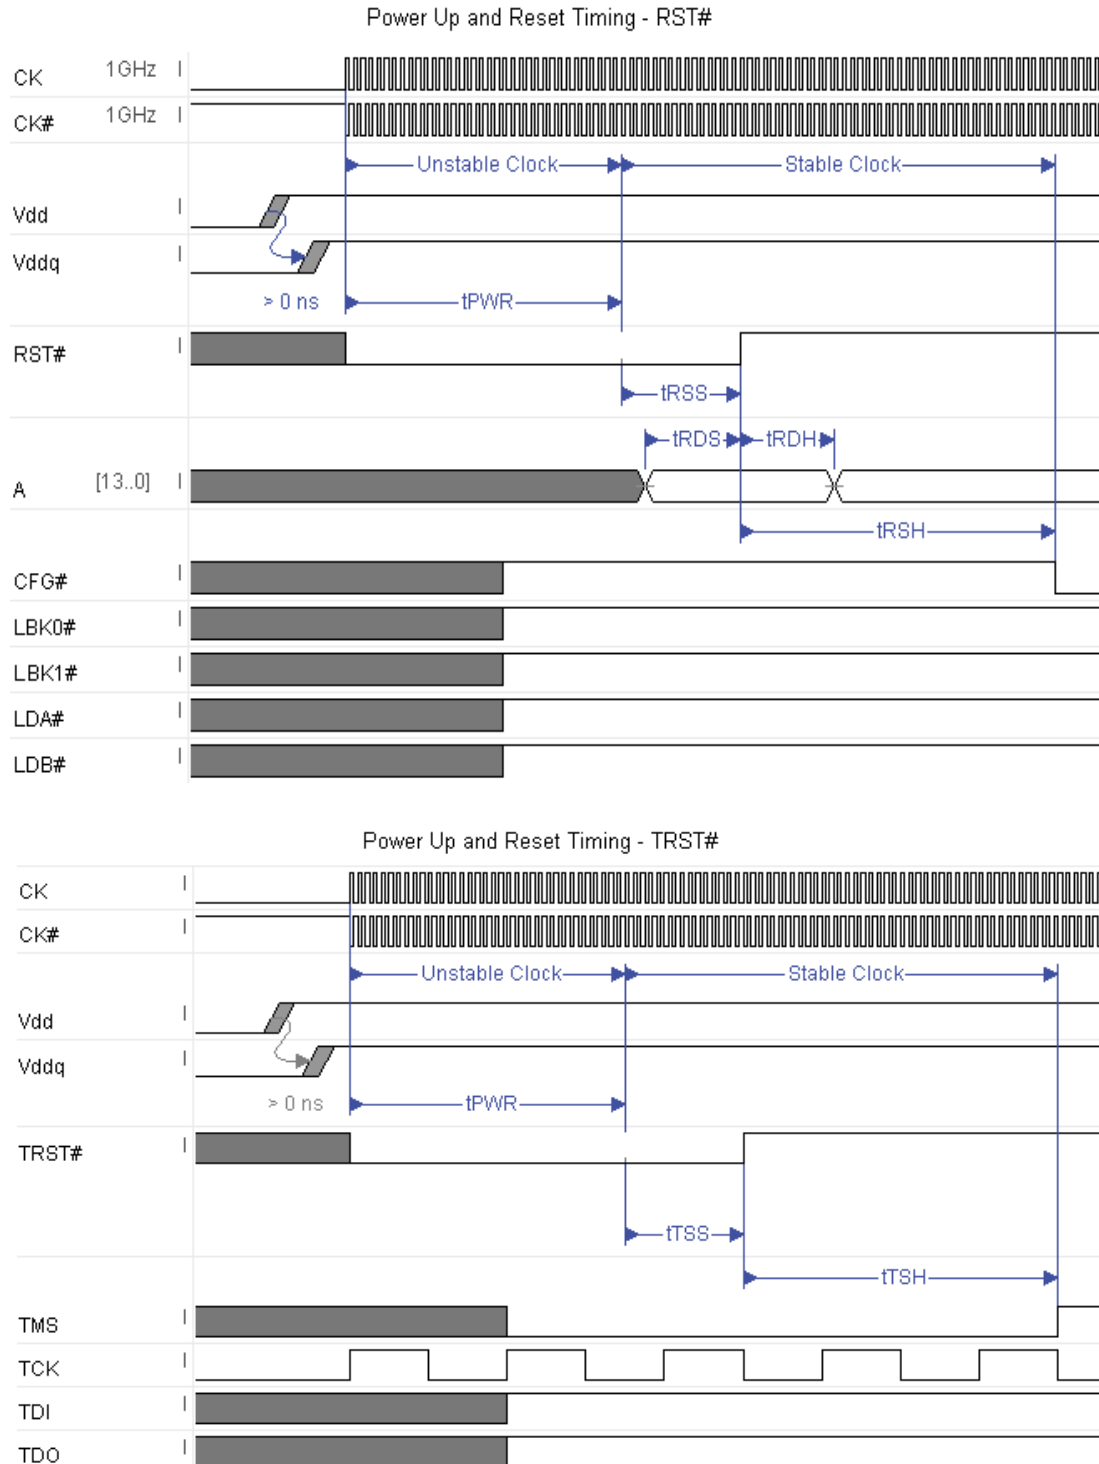 Power Up and Reset Timing - RST#
CK 1GHz
CK# 1GHz
Unstable Clock Stable Clock
Vdd
Vddq
> 0 ns tPWR
RST#
tRSS
tRDS tRDH
A [13..0]
tRSH
CFG#
LBK0#
LBK1#
LDA#
LDB#
Power Up and Reset Timing - TRST#
CK
CK#
Unstable Clock Stable Clock
Vdd
Vddq
> 0 ns tPWR
TRST#
tTSS
tTSH
TMS
TCK
TDI
TDO